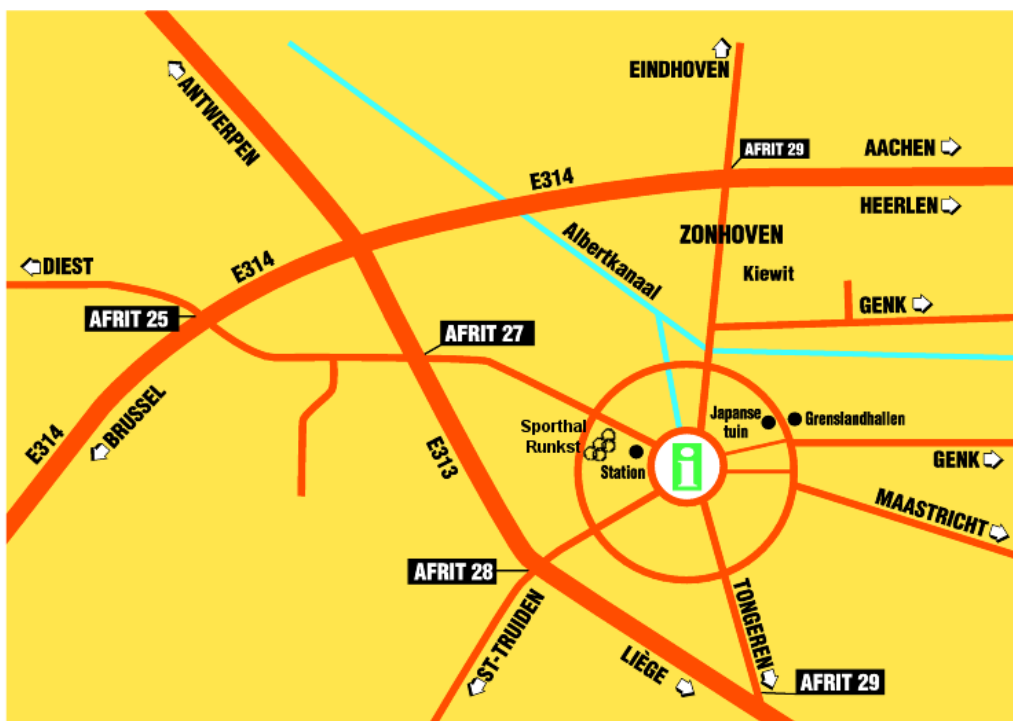 EINDHOVEN
ANTWERPEN
AFRIT 29
AACHEN
E314
HEERLEN
ZONHOVEN
Albertkanaal
E314
DIEST
Kiewit
GENK
AFRIT 25
AFRIT 27
BRUSSEL
E314
Sporthal
Runkst
Japanse
tuin
Grenslandhallen
Station
i
GENK
E313
MAASTRICHT
AFRIT 28
ST-TRUIDEN
TONGEREN
LIÈGE
AFRIT 29